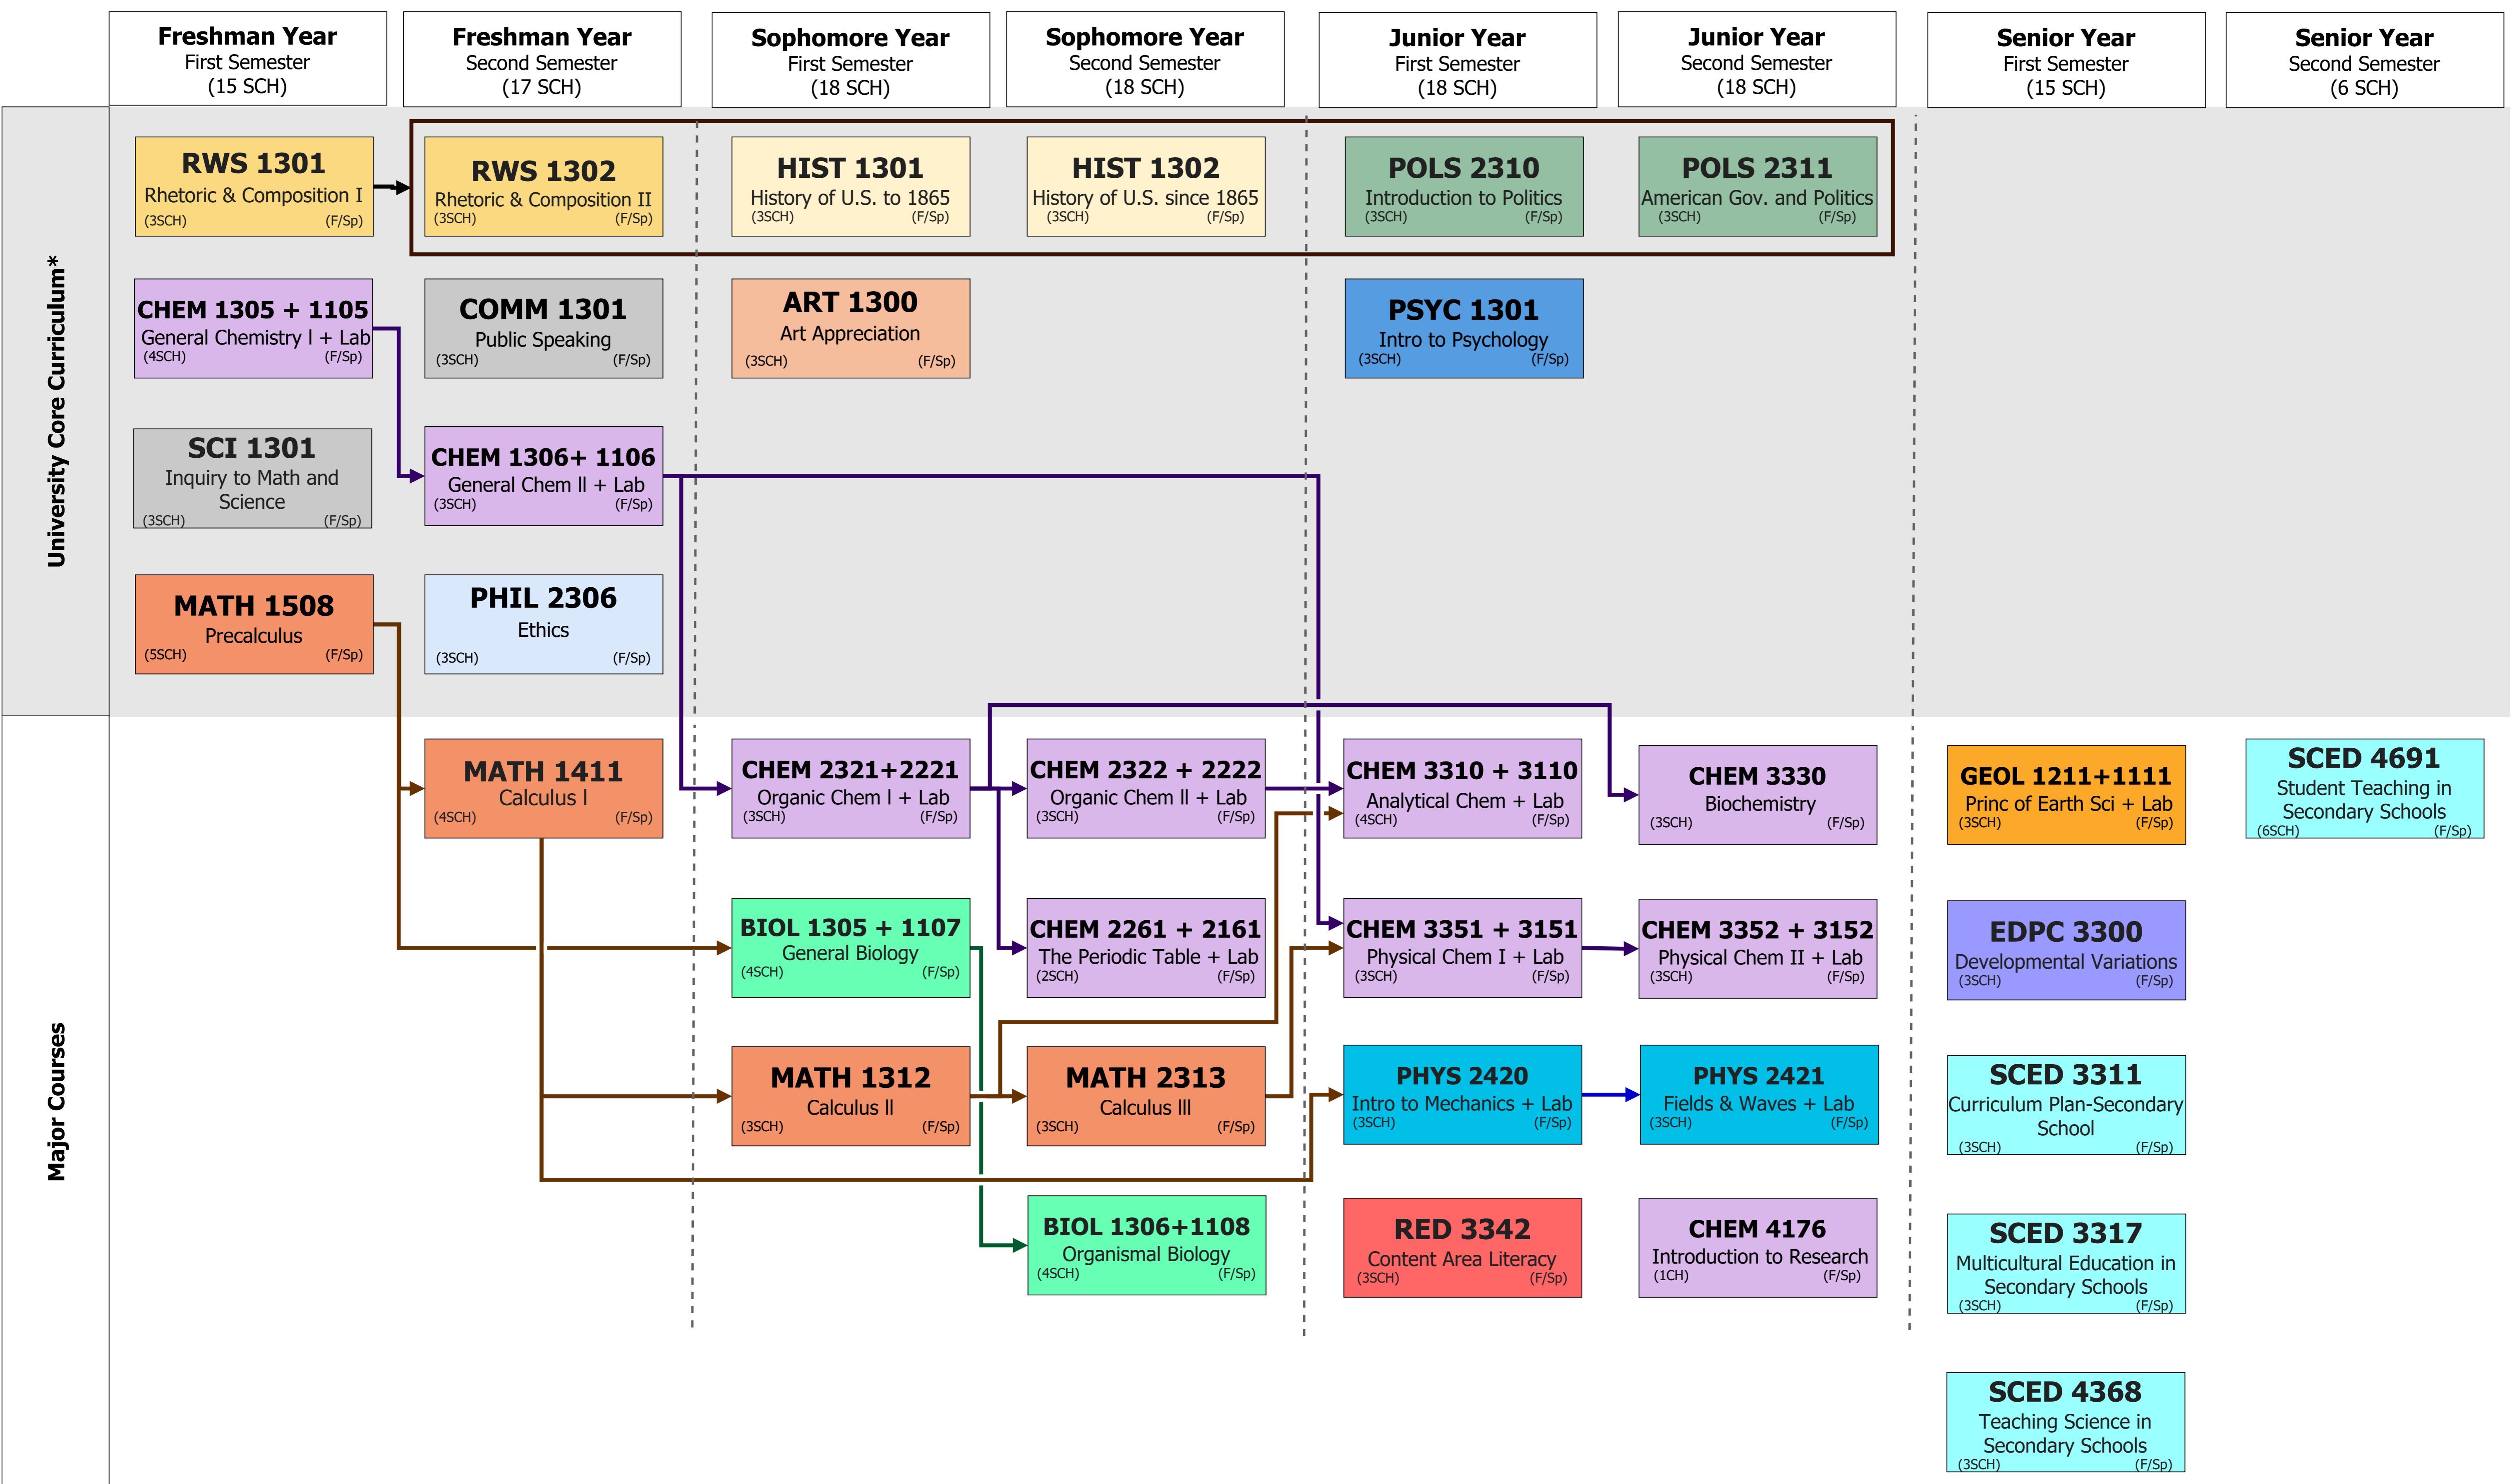 Freshman Year
First Semester
(15 SCH)
Freshman Year
Second Semester
(17 SCH)
Sophomore Year
First Semester
(18 SCH)
Sophomore Year
Second Semester
(18 SCH)
Junior Year
First Semester
(18 SCH)
Junior Year
Second Semester
(18 SCH)
Senior Year
First Semester
(15 SCH)
Senior Year
Second Semester
(6 SCH)
University Core Curriculum*
RWS 1301
Rhetoric & Composition I
(3SCH) (F/Sp)
RWS 1302
Rhetoric & Composition II
(3SCH) (F/Sp)
HIST 1301
History of U.S. to 1865
(3SCH) (F/Sp)
HIST 1302
History of U.S. since 1865
(3SCH) (F/Sp)
POLS 2310
Introduction to Politics
(3SCH) (F/Sp)
POLS 2311
American Gov. and Politics
(3SCH) (F/Sp)
CHEM 1305 + 1105
General Chemistry l + Lab
(4SCH) (F/Sp)
COMM 1301
Public Speaking
(3SCH) (F/Sp)
ART 1300
Art Appreciation
(3SCH) (F/Sp)
PSYC 1301
Intro to Psychology
(3SCH) (F/Sp)
SCI 1301
Inquiry to Math and
Science
(3SCH) (F/Sp)
CHEM 1306+ 1106
General Chem ll + Lab
(3SCH) (F/Sp)
MATH 1508
Precalculus
(5SCH) (F/Sp)
PHIL 2306
Ethics
(3SCH) (F/Sp)
Major Courses
MATH 1411
Calculus l
(4SCH) (F/Sp)
CHEM 2321+2221
Organic Chem l + Lab
(3SCH) (F/Sp)
CHEM 2322 + 2222
Organic Chem ll + Lab
(3SCH) (F/Sp)
CHEM 3310 + 3110
Analytical Chem + Lab
(4SCH) (F/Sp)
CHEM 3330
Biochemistry
(3SCH) (F/Sp)
GEOL 1211+1111
Princ of Earth Sci + Lab
(3SCH) (F/Sp)
SCED 4691
Student Teaching in
Secondary Schools
(6SCH) (F/Sp)
BIOL 1305 + 1107
General Biology
(4SCH) (F/Sp)
CHEM 2261 + 2161
The Periodic Table + Lab
(2SCH) (F/Sp)
CHEM 3351 + 3151
Physical Chem I + Lab
(3SCH) (F/Sp)
CHEM 3352 + 3152
Physical Chem II + Lab
(3SCH) (F/Sp)
EDPC 3300
Developmental Variations
(3SCH) (F/Sp)
MATH 1312
Calculus ll
(3SCH) (F/Sp)
MATH 2313
Calculus lll
(3SCH) (F/Sp)
PHYS 2420
Intro to Mechanics + Lab
(3SCH) (F/Sp)
PHYS 2421
Fields & Waves + Lab
(3SCH) (F/Sp)
SCED 3311
Curriculum Plan-Secondary
School
(3SCH) (F/Sp)
BIOL 1306+1108
Organismal Biology
(4SCH) (F/Sp)
RED 3342
Content Area Literacy
(3SCH) (F/Sp)
CHEM 4176
Introduction to Research
(1CH) (F/Sp)
SCED 3317
Multicultural Education in
Secondary Schools
(3SCH) (F/Sp)
SCED 4368
Teaching Science in
Secondary Schools
(3SCH) (F/Sp)